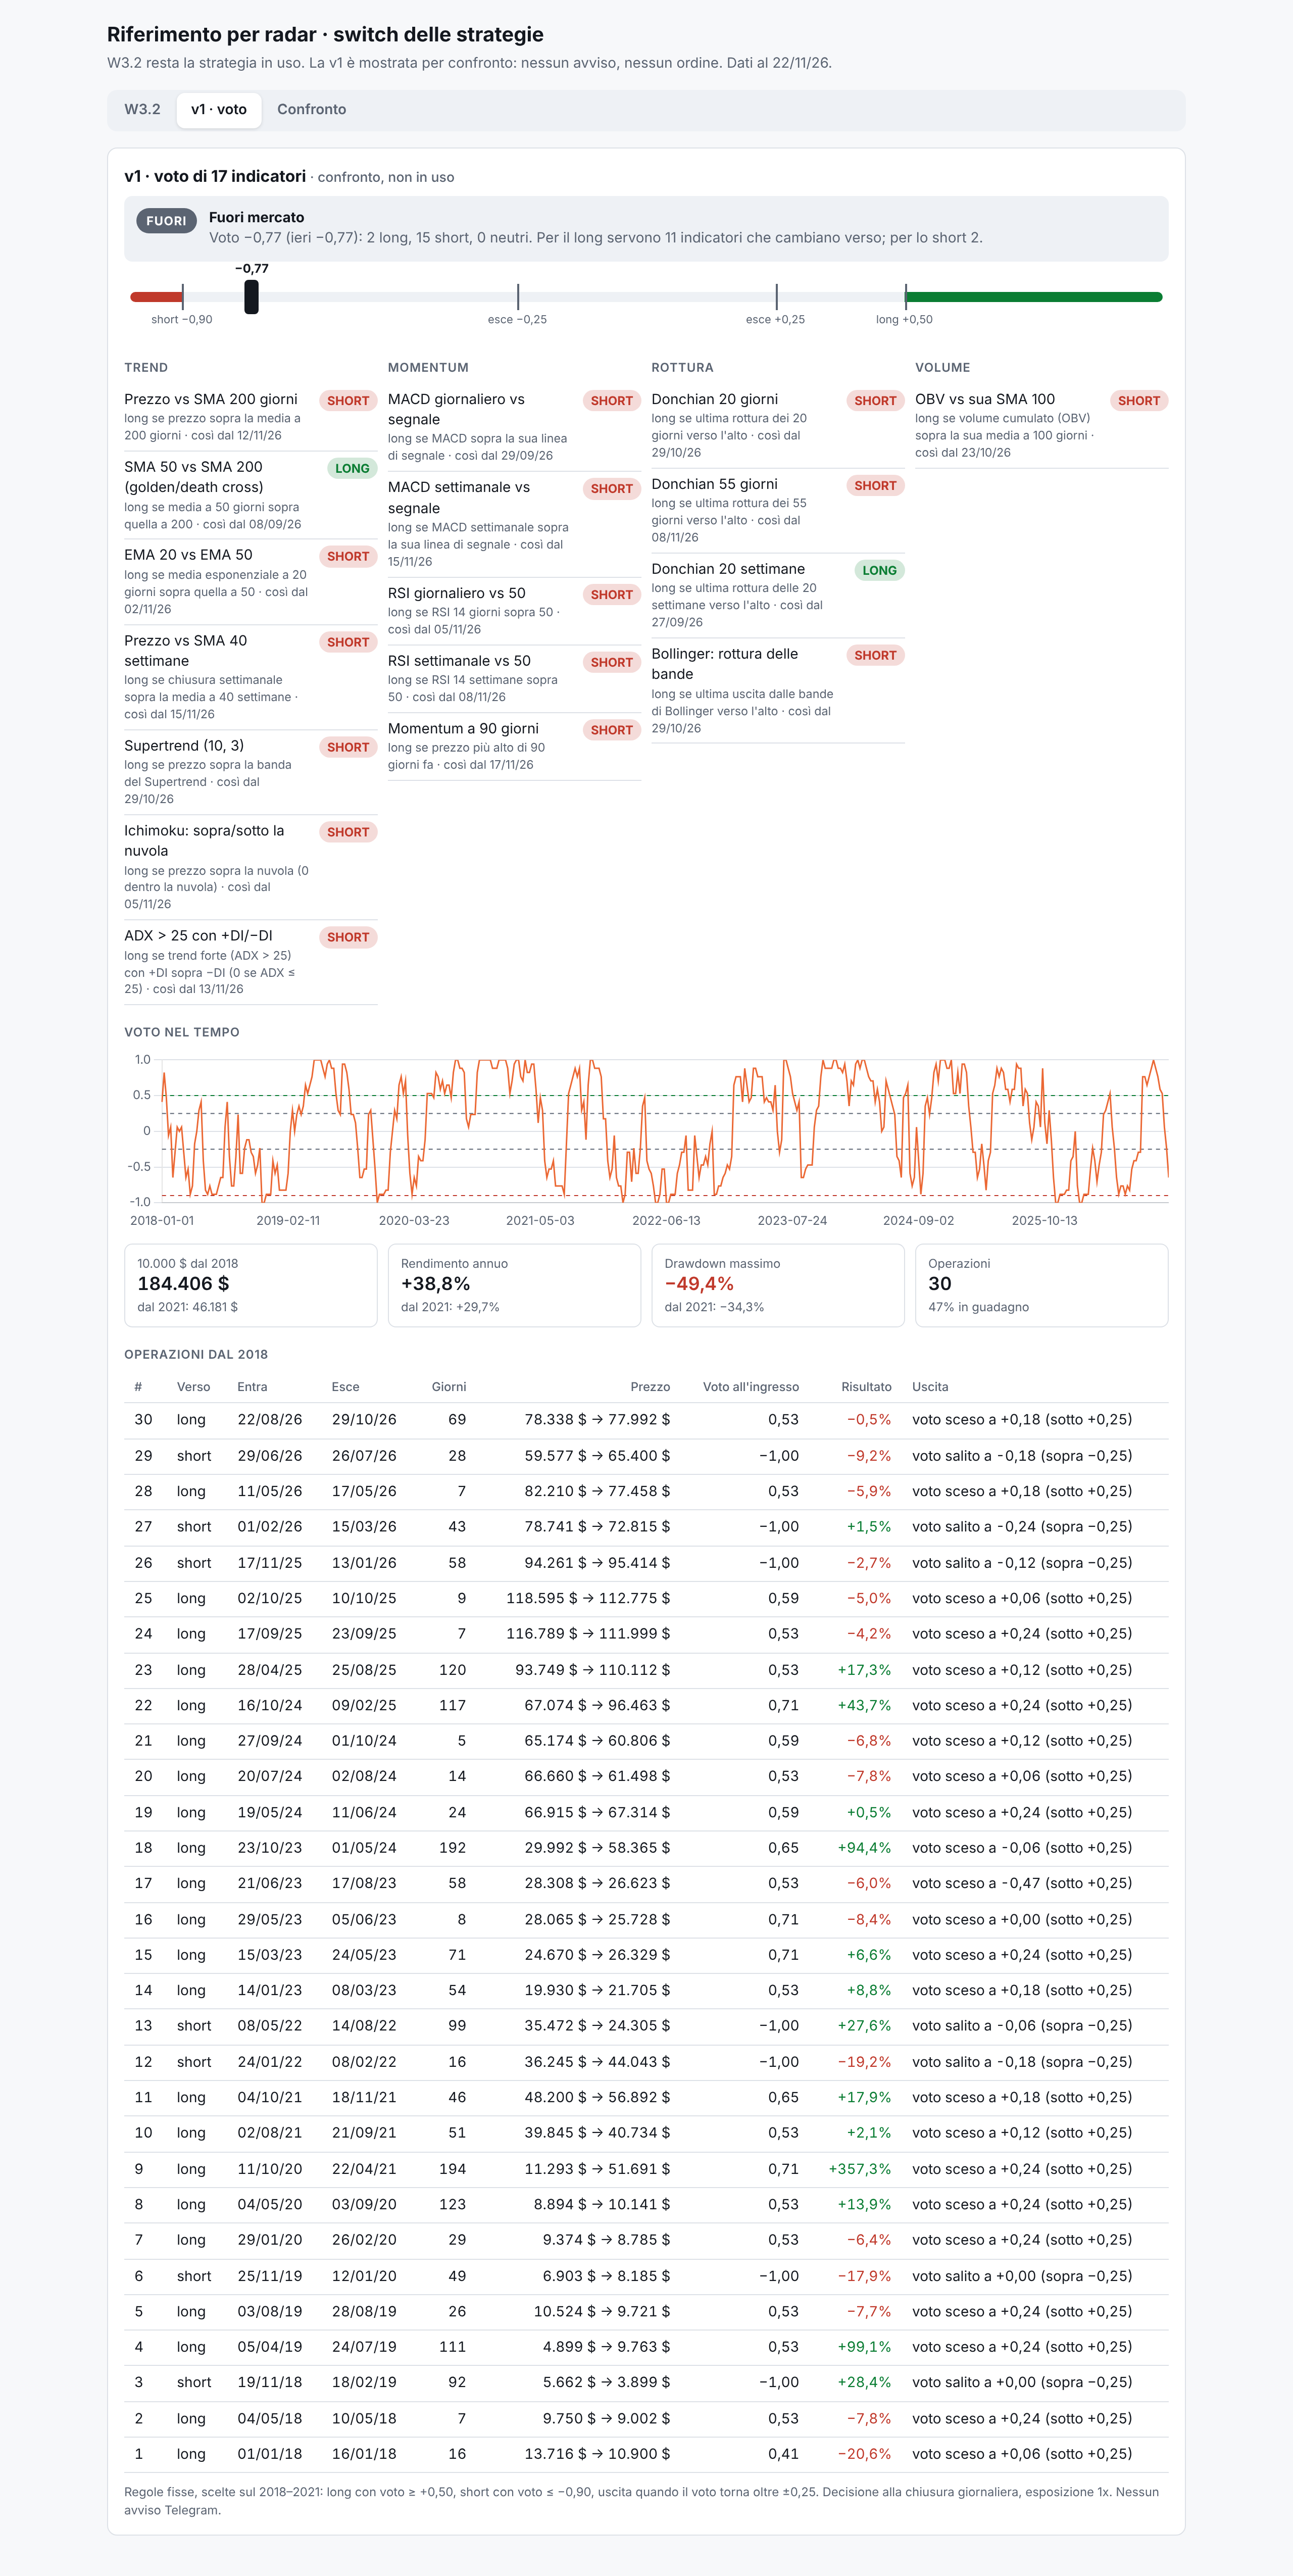 Riferimento per radar · switch delle strategie
W3.2 resta la strategia in uso. La v1 è mostrata per confronto: nessun avviso, nessun ordine. Dati al 22/11/26.
W3.2 v1 · voto Confronto
v1 · voto di 17 indicatori · confronto, non in uso
FUORI Fuori mercato
Voto −0,77 (ieri −0,77): 2 long, 15 short, 0 neutri. Per il long servono 11 indicatori che cambiano verso; per lo short 2.
−0,77
short −0,90 esce −0,25 esce +0,25 long +0,50
TREND
Prezzo vs SMA 200 giorni SHORT
long se prezzo sopra la media a
200 giorni · così dal 12/11/26
SMA 50 vs SMA 200 LONG
(golden/death cross)
long se media a 50 giorni sopra
quella a 200 · così dal 08/09/26
EMA 20 vs EMA 50 SHORT
long se media esponenziale a 20
giorni sopra quella a 50 · così dal
02/11/26
Prezzo vs SMA 40 SHORT
settimane
long se chiusura settimanale
sopra la media a 40 settimane ·
così dal 15/11/26
Supertrend (10, 3) SHORT
long se prezzo sopra la banda
del Supertrend · così dal
29/10/26
Ichimoku: sopra/sotto la SHORT
nuvola
long se prezzo sopra la nuvola (0
dentro la nuvola) · così dal
05/11/26
ADX > 25 con +DI/−DI SHORT
long se trend forte (ADX > 25)
con +DI sopra −DI (0 se ADX ≤
25) · così dal 13/11/26
MOMENTUM
MACD giornaliero vs SHORT
segnale
long se MACD sopra la sua linea
di segnale · così dal 29/09/26
MACD settimanale vs SHORT
segnale
long se MACD settimanale sopra
la sua linea di segnale · così dal
15/11/26
RSI giornaliero vs 50 SHORT
long se RSI 14 giorni sopra 50 ·
così dal 05/11/26
RSI settimanale vs 50 SHORT
long se RSI 14 settimane sopra
50 · così dal 08/11/26
Momentum a 90 giorni SHORT
long se prezzo più alto di 90
giorni fa · così dal 17/11/26
ROTTURA
Donchian 20 giorni SHORT
long se ultima rottura dei 20
giorni verso l'alto · così dal
29/10/26
Donchian 55 giorni SHORT
long se ultima rottura dei 55
giorni verso l'alto · così dal
08/11/26
Donchian 20 settimane LONG
long se ultima rottura delle 20
settimane verso l'alto · così dal
27/09/26
Bollinger: rottura delle SHORT
bande
long se ultima uscita dalle bande
di Bollinger verso l'alto · così dal
29/10/26
VOLUME
OBV vs sua SMA 100 SHORT
long se volume cumulato (OBV)
sopra la sua media a 100 giorni ·
così dal 23/10/26
VOTO NEL TEMPO
1.0
0.5
0
-0.5
-1.0
2018-01-01 2019-02-11 2020-03-23 2021-05-03 2022-06-13 2023-07-24 2024-09-02 2025-10-13
10.000 $ dal 2018
184.406 $
dal 2021: 46.181 $
Rendimento annuo
+38,8%
dal 2021: +29,7%
Drawdown massimo
−49,4%
dal 2021: −34,3%
Operazioni
30
47% in guadagno
OPERAZIONI DAL 2018
# Verso Entra Esce Giorni Prezzo Voto all'ingresso Risultato Uscita
30 long 22/08/26 29/10/26 69 78.338 $ → 77.992 $ 0,53 −0,5% voto sceso a +0,18 (sotto +0,25)
29 short 29/06/26 26/07/26 28 59.577 $ → 65.400 $ −1,00 −9,2% voto salito a -0,18 (sopra −0,25)
28 long 11/05/26 17/05/26 7 82.210 $ → 77.458 $ 0,53 −5,9% voto sceso a +0,18 (sotto +0,25)
27 short 01/02/26 15/03/26 43 78.741 $ → 72.815 $ −1,00 +1,5% voto salito a -0,24 (sopra −0,25)
26 short 17/11/25 13/01/26 58 94.261 $ → 95.414 $ −1,00 −2,7% voto salito a -0,12 (sopra −0,25)
25 long 02/10/25 10/10/25 9 118.595 $ → 112.775 $ 0,59 −5,0% voto sceso a +0,06 (sotto +0,25)
24 long 17/09/25 23/09/25 7 116.789 $ → 111.999 $ 0,53 −4,2% voto sceso a +0,24 (sotto +0,25)
23 long 28/04/25 25/08/25 120 93.749 $ → 110.112 $ 0,53 +17,3% voto sceso a +0,12 (sotto +0,25)
22 long 16/10/24 09/02/25 117 67.074 $ → 96.463 $ 0,71 +43,7% voto sceso a +0,24 (sotto +0,25)
21 long 27/09/24 01/10/24 5 65.174 $ → 60.806 $ 0,59 −6,8% voto sceso a +0,12 (sotto +0,25)
20 long 20/07/24 02/08/24 14 66.660 $ → 61.498 $ 0,53 −7,8% voto sceso a +0,06 (sotto +0,25)
19 long 19/05/24 11/06/24 24 66.915 $ → 67.314 $ 0,59 +0,5% voto sceso a +0,24 (sotto +0,25)
18 long 23/10/23 01/05/24 192 29.992 $ → 58.365 $ 0,65 +94,4% voto sceso a -0,06 (sotto +0,25)
17 long 21/06/23 17/08/23 58 28.308 $ → 26.623 $ 0,53 −6,0% voto sceso a -0,47 (sotto +0,25)
16 long 29/05/23 05/06/23 8 28.065 $ → 25.728 $ 0,71 −8,4% voto sceso a +0,00 (sotto +0,25)
15 long 15/03/23 24/05/23 71 24.670 $ → 26.329 $ 0,71 +6,6% voto sceso a +0,24 (sotto +0,25)
14 long 14/01/23 08/03/23 54 19.930 $ → 21.705 $ 0,53 +8,8% voto sceso a +0,18 (sotto +0,25)
13 short 08/05/22 14/08/22 99 35.472 $ → 24.305 $ −1,00 +27,6% voto salito a -0,06 (sopra −0,25)
12 short 24/01/22 08/02/22 16 36.245 $ → 44.043 $ −1,00 −19,2% voto salito a -0,18 (sopra −0,25)
11 long 04/10/21 18/11/21 46 48.200 $ → 56.892 $ 0,65 +17,9% voto sceso a +0,18 (sotto +0,25)
10 long 02/08/21 21/09/21 51 39.845 $ → 40.734 $ 0,53 +2,1% voto sceso a +0,12 (sotto +0,25)
9 long 11/10/20 22/04/21 194 11.293 $ → 51.691 $ 0,71 +357,3% voto sceso a +0,24 (sotto +0,25)
8 long 04/05/20 03/09/20 123 8.894 $ → 10.141 $ 0,53 +13,9% voto sceso a +0,24 (sotto +0,25)
7 long 29/01/20 26/02/20 29 9.374 $ → 8.785 $ 0,53 −6,4% voto sceso a +0,24 (sotto +0,25)
6 short 25/11/19 12/01/20 49 6.903 $ → 8.185 $ −1,00 −17,9% voto salito a +0,00 (sopra −0,25)
5 long 03/08/19 28/08/19 26 10.524 $ → 9.721 $ 0,53 −7,7% voto sceso a +0,24 (sotto +0,25)
4 long 05/04/19 24/07/19 111 4.899 $ → 9.763 $ 0,53 +99,1% voto sceso a +0,24 (sotto +0,25)
3 short 19/11/18 18/02/19 92 5.662 $ → 3.899 $ −1,00 +28,4% voto salito a +0,00 (sopra −0,25)
2 long 04/05/18 10/05/18 7 9.750 $ → 9.002 $ 0,53 −7,8% voto sceso a +0,24 (sotto +0,25)
1 long 01/01/18 16/01/18 16 13.716 $ → 10.900 $ 0,41 −20,6% voto sceso a +0,06 (sotto +0,25)
Regole fisse, scelte sul 2018–2021: long con voto ≥ +0,50, short con voto ≤ −0,90, uscita quando il voto torna oltre ±0,25. Decisione alla chiusura giornaliera, esposizione 1x. Nessun
avviso Telegram.